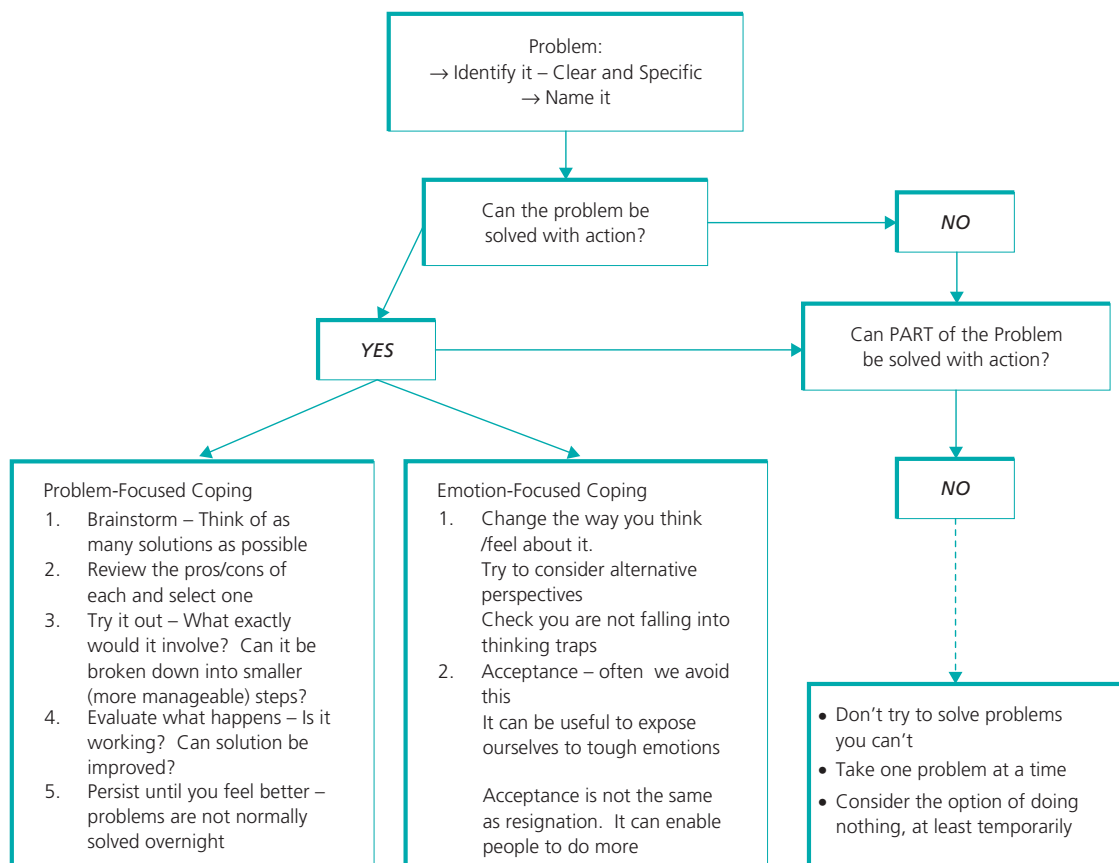 Problem:
→ Identify it – Clear and Specific
→ Name it
Can the problem be
solved with action?
NO
YES
Can PART of the Problem
be solved with action?
NO
Problem-Focused Coping
1. Brainstorm – Think of as
many solutions as possible
2. Review the pros/cons of
each and select one
3. Try it out – What exactly
would it involve? Can it be
broken down into smaller
(more manageable) steps?
4. Evaluate what happens – Is it
working? Can solution be
improved?
5. Persist until you feel better –
problems are not normally
solved overnight
Emotion-Focused Coping
1. Change the way you think
/feel about it.
Try to consider alternative
perspectives
Check you are not falling into
thinking traps
2. Acceptance – often we avoid
this
It can be useful to expose
ourselves to tough emotions
Acceptance is not the same
as resignation. It can enable
people to do more
• Don't try to solve problems
you can't
• Take one problem at a time
• Consider the option of doing
nothing, at least temporarily